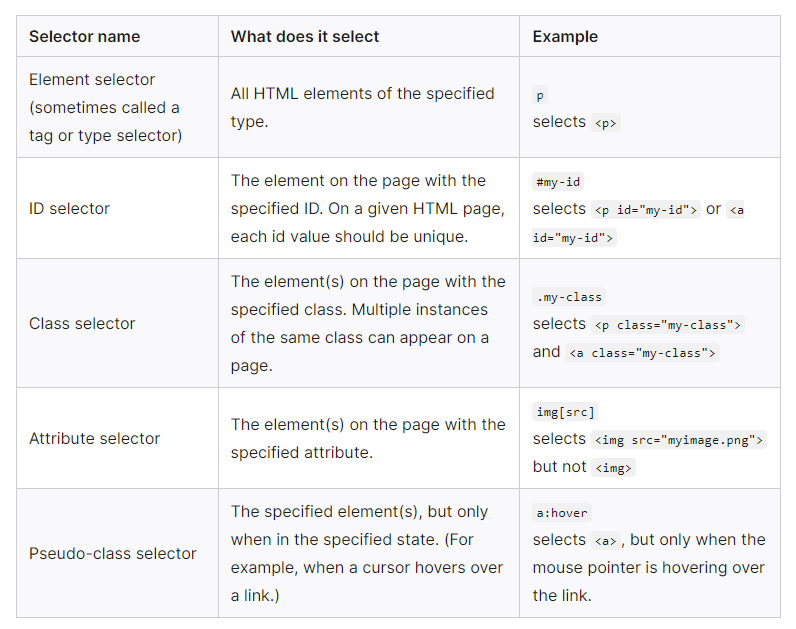 Selector name
What does it select
Example
Element selector
(sometimes called a
tag or type selector)
All HTML elements of the specified
type.
p
selects <p>
ID selector
The element on the page with the
specified ID. On a given HTML page,
each id value should be unique.
#my-id
selects <p id="my-id"> or <a
id="my-id">
Class selector
The element(s) on the page with the
specified class. Multiple instances
of the same class can appear on a
page.
.my-class
selects <p class="my-class">
and <a class="my-class">
Attribute selector
The element(s) on the page with the
specified attribute.
img[src]
selects <img src="myimage.png">
but not <img>
Pseudo-class selector
The specified element(s), but only
when in the specified state. (For
example, when a cursor hovers over
a link.)
a:hover
selects <a>, but only when the
mouse pointer is hovering over
the link.